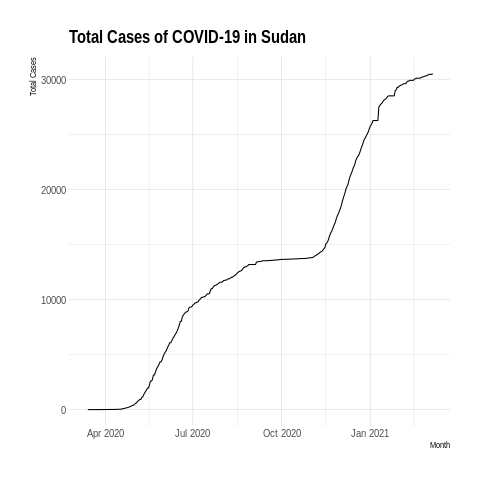 Total Cases of COVID-19 in Sudan
Total Cases
30000
20000
10000
0
Apr 2020 Jul 2020 Oct 2020 Jan 2021
Month